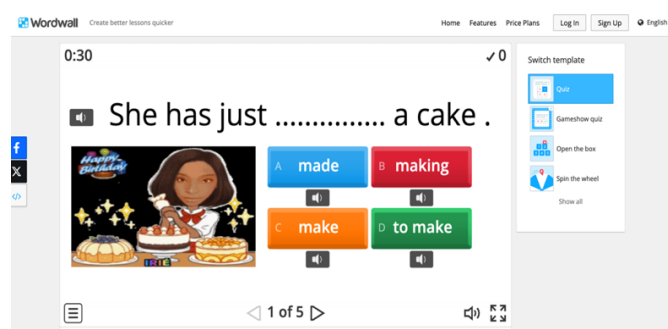 Wordwall Create better lessons quicker Home Features Price Plans Log In Sign Up English
0:30 ✓ 0
Switch template
Quiz
Gameshow quiz
Open the box
Spin the wheel
Show all
She has just ............... a cake .
Happy
Birthday
IRIE
A made
B making
C make
D to make
1 of 5